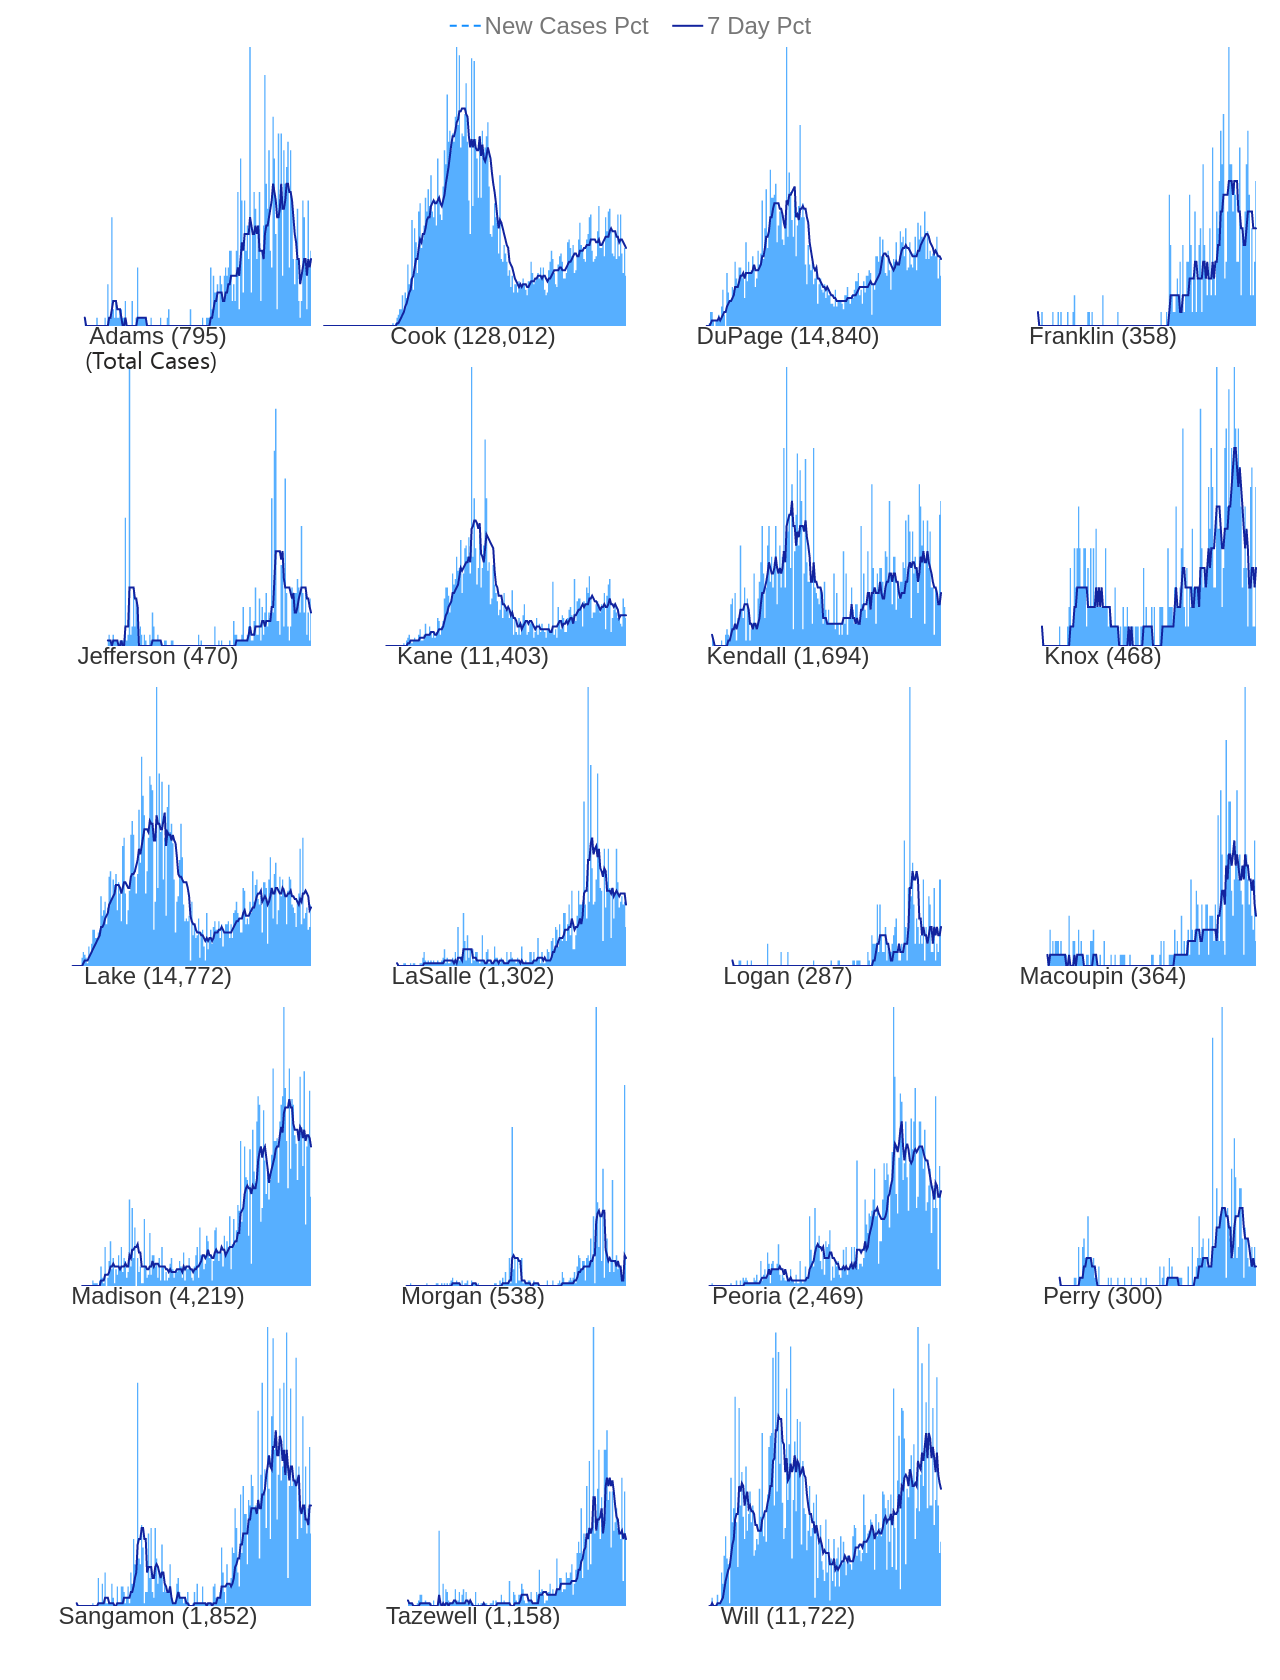 New Cases Pct 7 Day Pct
Adams (795) Cook (128,012) DuPage (14,840) Franklin (358)
(Total Cases)
Jefferson (470) Kane (11,403) Kendall (1,694) Knox (468)
Lake (14,772) LaSalle (1,302) Logan (287) Macoupin (364)
Madison (4,219) Morgan (538) Peoria (2,469) Perry (300)
Sangamon (1,852) Tazewell (1,158) Will (11,722)